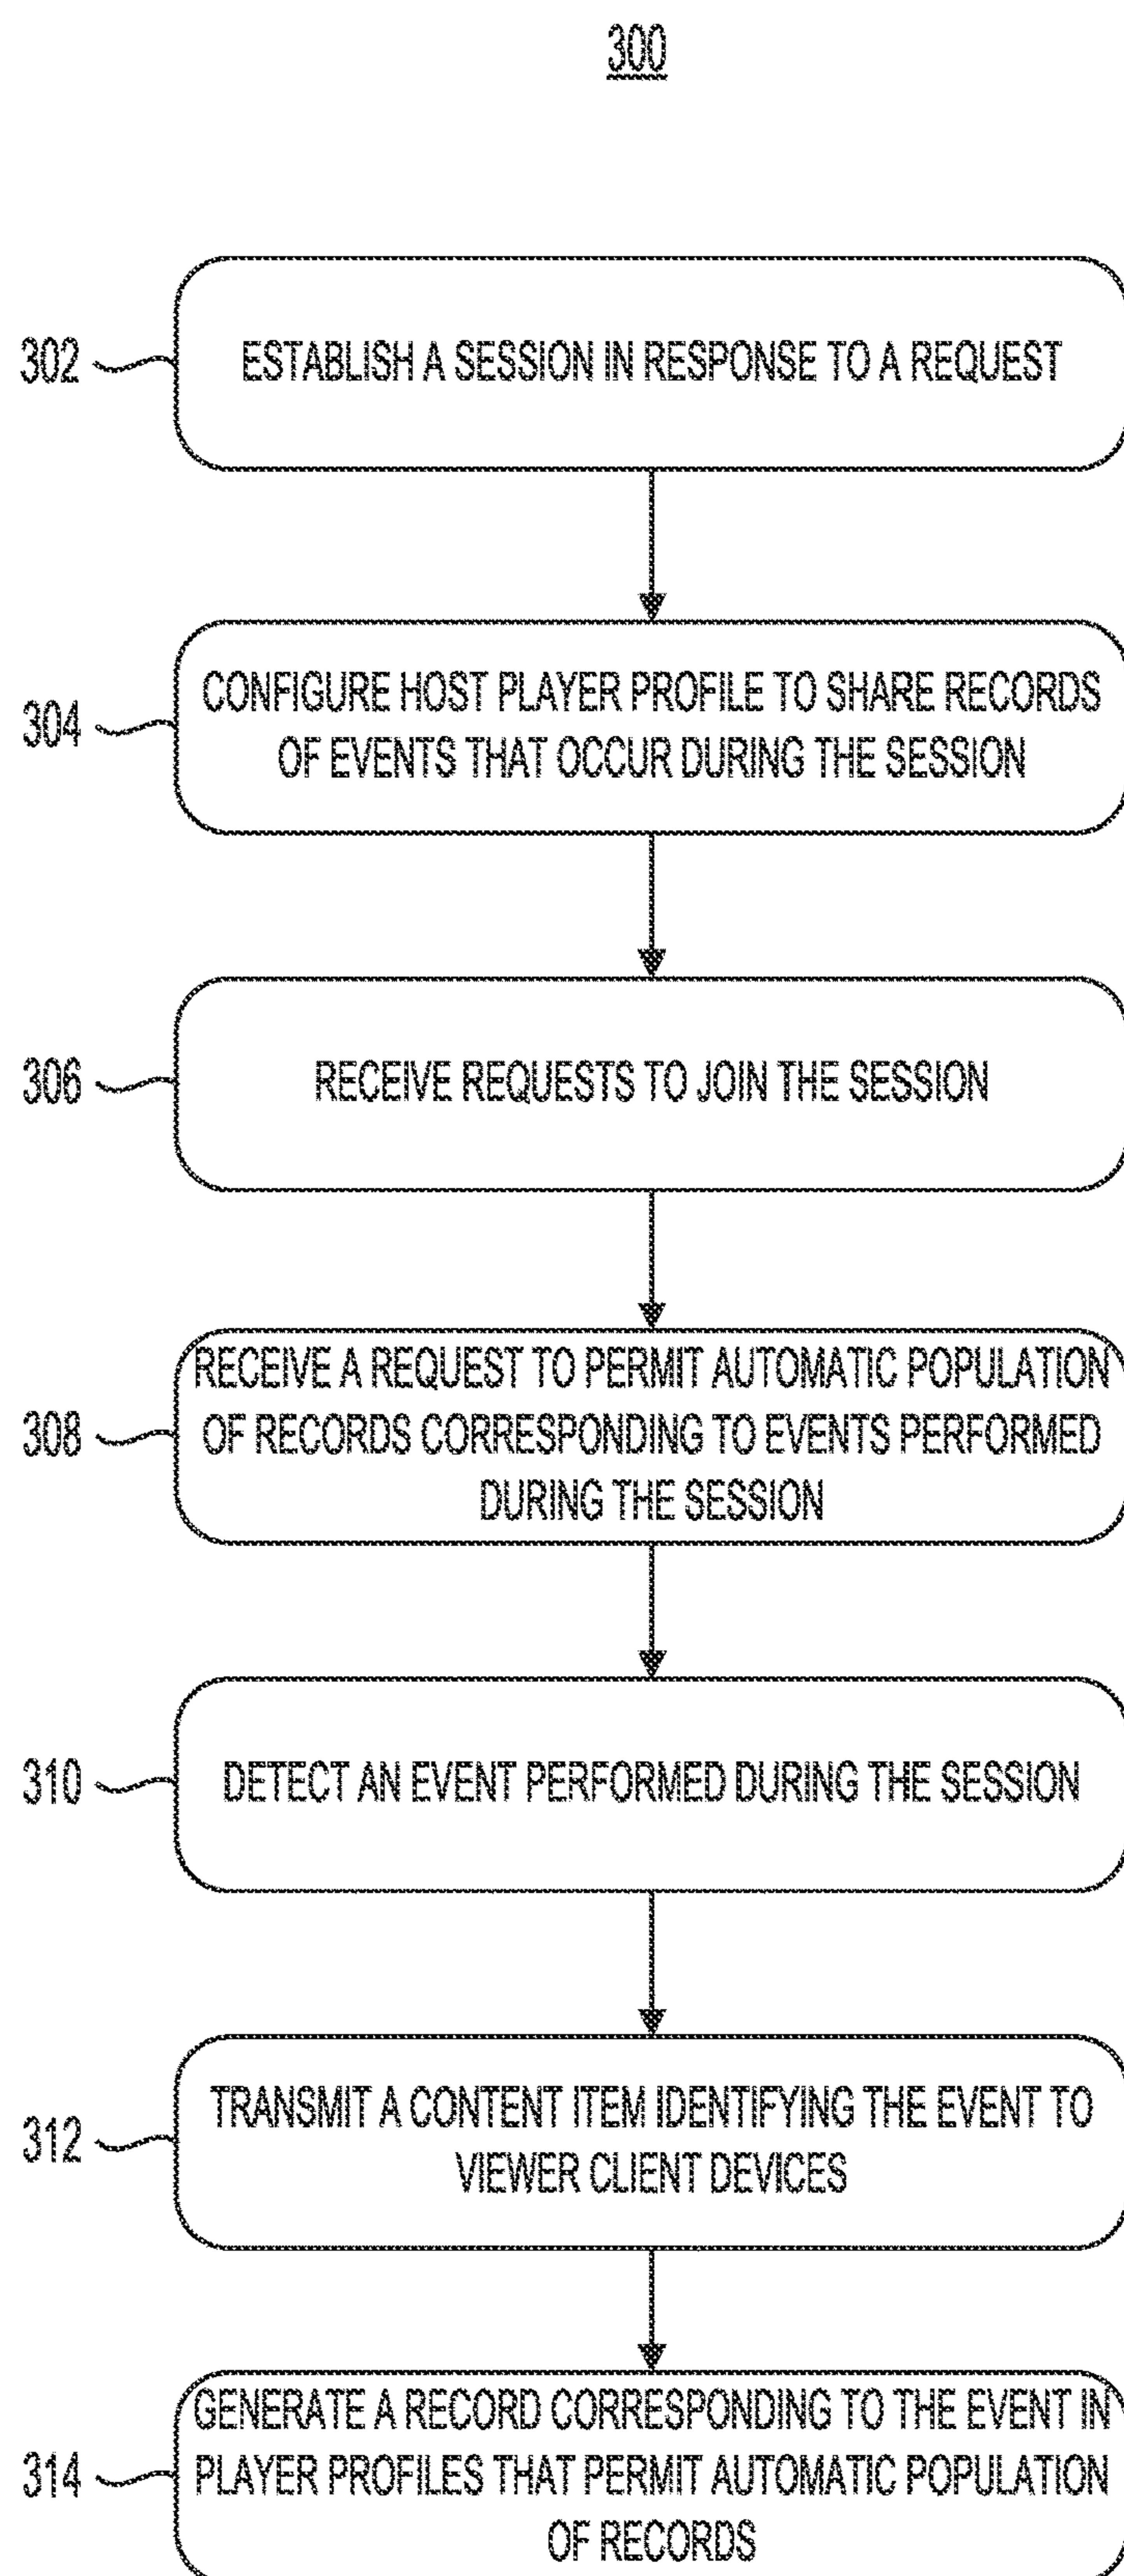 300
302
ESTABLISH A SESSION IN RESPONSE TO A REQUEST
304
CONFIGURE HOST PLAYER PROFILE TO SHARE RECORDS
OF EVENTS THAT OCCUR DURING THE SESSION
306
RECEIVE REQUESTS TO JOIN THE SESSION
308
RECEIVE A REQUEST TO PERMIT AUTOMATIC POPULATION
OF RECORDS CORRESPONDING TO EVENTS PERFORMED
DURING THE SESSION
310
DETECT AN EVENT PERFORMED DURING THE SESSION
312
TRANSMIT A CONTENT ITEM IDENTIFYING THE EVENT TO
VIEWER CLIENT DEVICES
314
GENERATE A RECORD CORRESPONDING TO THE EVENT IN
PLAYER PROFILES THAT PERMIT AUTOMATIC POPULATION
OF RECORDS